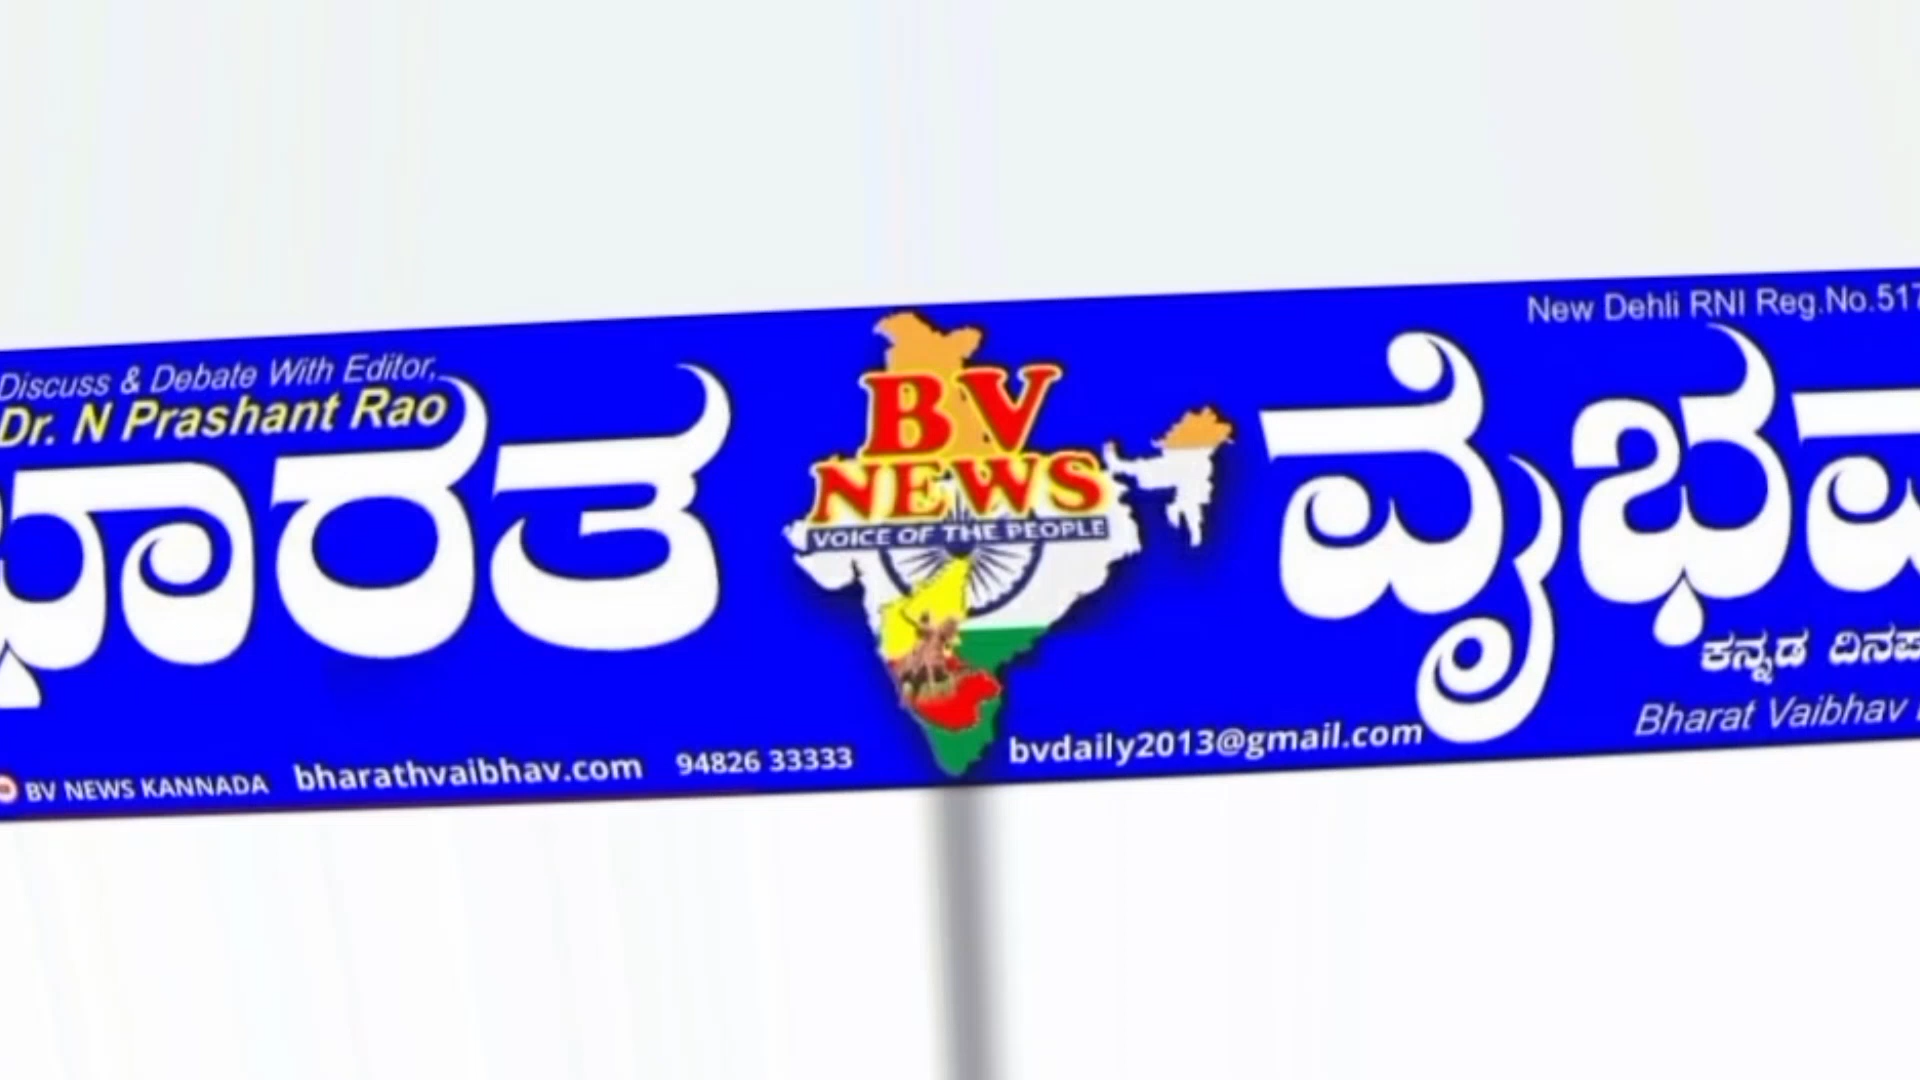 Discuss & Debate With Editor,
Dr. N Prashant Rao
New Dehli RNI Reg.No.517
ಭಾರತ
BV
NEWS
VOICE OF THE PEOPLE
ವೈಭವ
ಕನ್ನಡ
Bharat Vaibhav
BV NEWS KANNADA bharathvaibhav.com 94826 33333 bvdaily2013@gmail.com